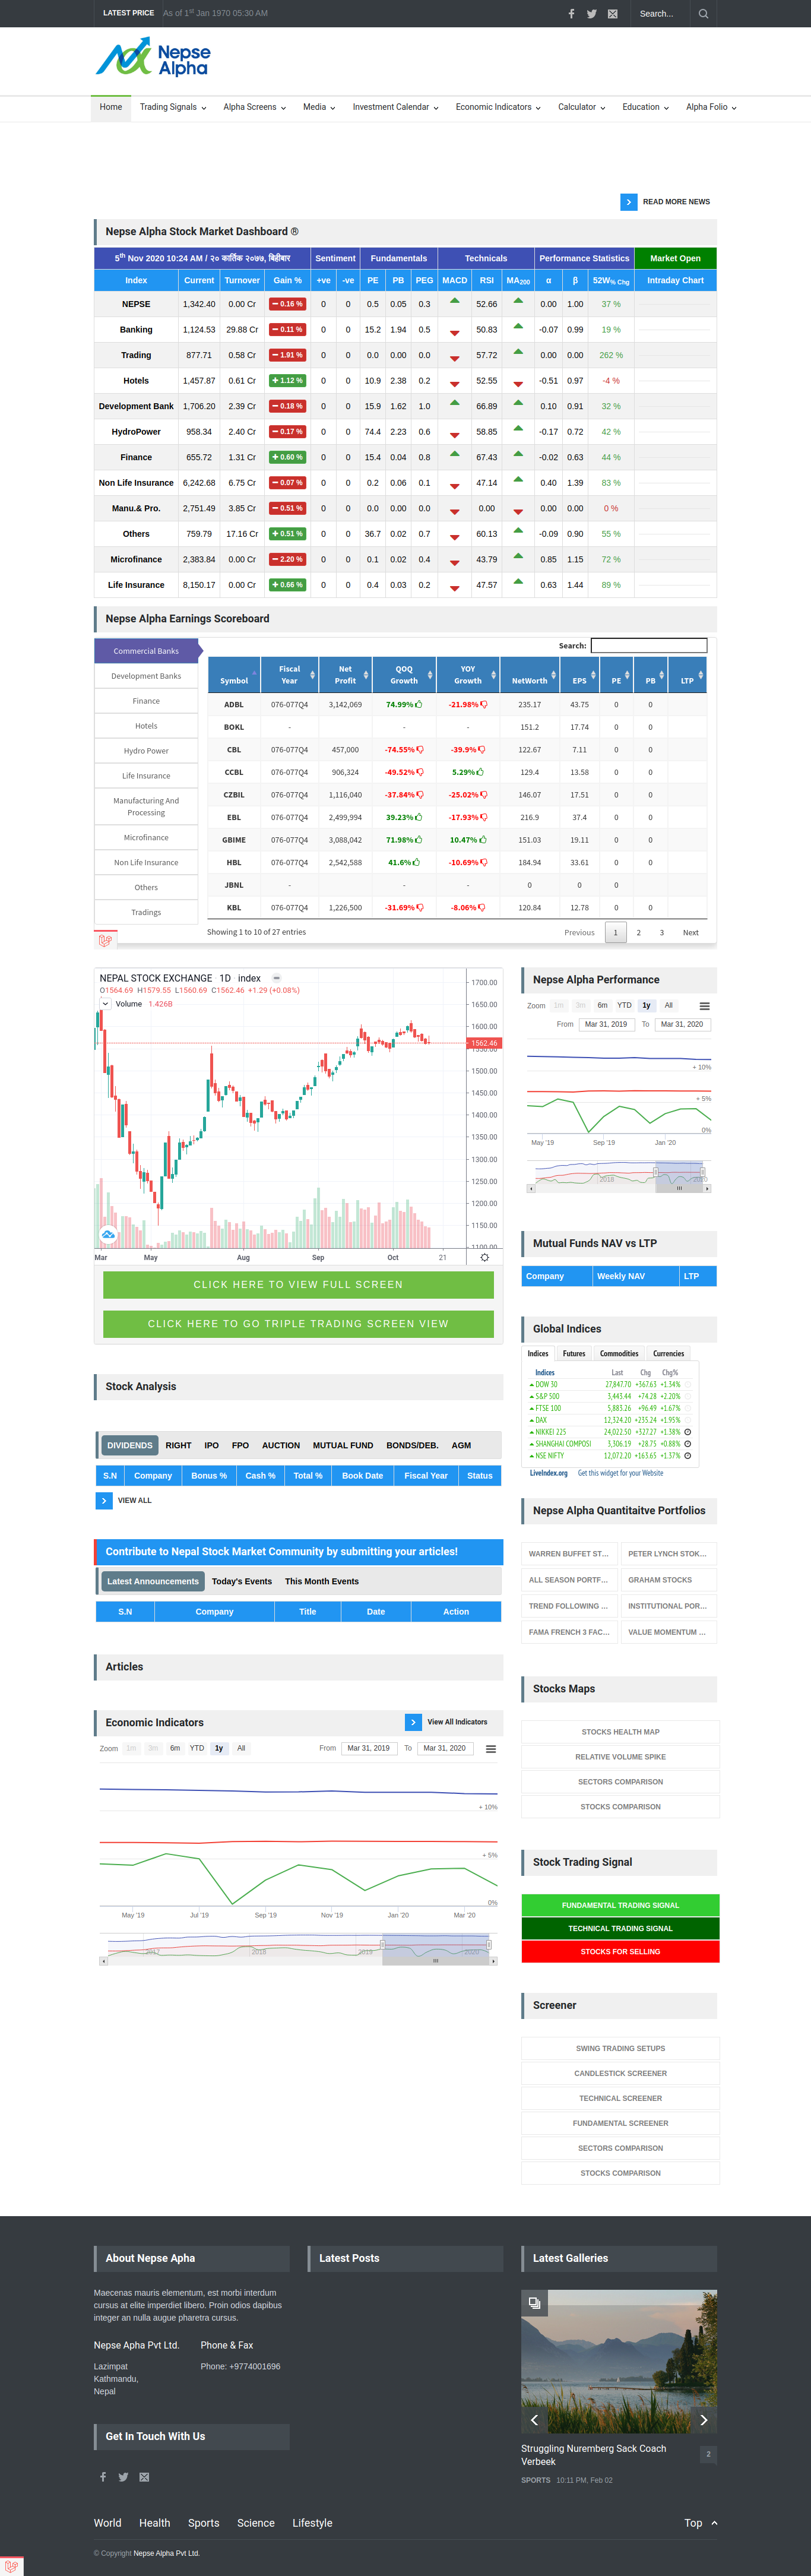 LATEST PRICE As of 1st Jan 1970 05:30 AM Search...
Nepse Alpha
Home Trading Signals Alpha Screens Media Investment Calendar Economic Indicators Calculator Education Alpha Folio
READ MORE NEWS
Nepse Alpha Stock Market Dashboard ®
5th Nov 2020 10:24 AM / २० कार्तिक २०७७, बिहीबार Sentiment Fundamentals Technicals Performance Statistics Market Open
Index Current Turnover Gain % +ve -ve PE PB PEG MACD RSI MA200 α β 52W% Chg Intraday Chart
NEPSE 1,342.40 0.00 Cr 0.16 % 0 0 0.5 0.05 0.3 52.66 0.00 1.00 37 %
Banking 1,124.53 29.88 Cr 0.11 % 0 0 15.2 1.94 0.5 50.83 -0.07 0.99 19 %
Trading 877.71 0.58 Cr 1.91 % 0 0 0.0 0.00 0.0 57.72 0.00 0.00 262 %
Hotels 1,457.87 0.61 Cr 1.12 % 0 0 10.9 2.38 0.2 52.55 -0.51 0.97 -4 %
Development Bank 1,706.20 2.39 Cr 0.18 % 0 0 15.9 1.62 1.0 66.89 0.10 0.91 32 %
HydroPower 958.34 2.40 Cr 0.17 % 0 0 74.4 2.23 0.6 58.85 -0.17 0.72 42 %
Finance 655.72 1.31 Cr 0.60 % 0 0 15.4 0.04 0.8 67.43 -0.02 0.63 44 %
Non Life Insurance 6,242.68 6.75 Cr 0.07 % 0 0 0.2 0.06 0.1 47.14 0.40 1.39 83 %
Manu.& Pro. 2,751.49 3.85 Cr 0.51 % 0 0 0.0 0.00 0.0 0.00 0.00 0.00 0 %
Others 759.79 17.16 Cr 0.51 % 0 0 36.7 0.02 0.7 60.13 -0.09 0.90 55 %
Microfinance 2,383.84 0.00 Cr 2.20 % 0 0 0.1 0.02 0.4 43.79 0.85 1.15 72 %
Life Insurance 8,150.17 0.00 Cr 0.66 % 0 0 0.4 0.03 0.2 47.57 0.63 1.44 89 %
Nepse Alpha Earnings Scoreboard
Commercial Banks
Development Banks
Finance
Hotels
Hydro Power
Life Insurance
Manufacturing And
Processing
Microfinance
Non Life Insurance
Others
Tradings
Search:
Symbol Fiscal Year Net Profit QOQ Growth YOY Growth NetWorth EPS PE PB LTP
ADBL 076-077Q4 3,142,069 74.99% -21.98% 235.17 43.75 0 0
BOKL - - - 151.2 17.74 0 0
CBL 076-077Q4 457,000 -74.55% -39.9% 122.67 7.11 0 0
CCBL 076-077Q4 906,324 -49.52% 5.29% 129.4 13.58 0 0
CZBIL 076-077Q4 1,116,040 -37.84% -25.02% 146.07 17.51 0 0
EBL 076-077Q4 2,499,994 39.23% -17.93% 216.9 37.4 0 0
GBIME 076-077Q4 3,088,042 71.98% 10.47% 151.03 19.11 0 0
HBL 076-077Q4 2,542,588 41.6% -10.69% 184.94 33.61 0 0
JBNL - - - 0 0 0
KBL 076-077Q4 1,226,500 -31.69% -8.06% 120.84 12.78 0 0
Showing 1 to 10 of 27 entries Previous 1 2 3 Next
NEPAL STOCK EXCHANGE 1D index
O1564.69 H1579.55 L1560.69 C1562.46 +1.29 (+0.08%)
Volume 1.426B
1700.00
1650.00
1600.00
1562.46
1550.00
1500.00
1450.00
1400.00
1350.00
1300.00
1250.00
1200.00
1150.00
1100.00
Mar May Aug Sep Oct 21
CLICK HERE TO VIEW FULL SCREEN
CLICK HERE TO GO TRIPLE TRADING SCREEN VIEW
Nepse Alpha Performance
Zoom 1m 3m 6m YTD 1y All
From Mar 31, 2019 To Mar 31, 2020
+ 10%
+ 5%
0%
May '19 Sep '19 Jan '20
2018 2020
Mutual Funds NAV vs LTP
Company Weekly NAV LTP
Global Indices
Indices Futures Commodities Currencies
Indices Last Chg Chg%
DOW 30 27,847.70 +367.63 +1.34%
S&P 500 3,443.44 +74.28 +2.20%
FTSE 100 5,883.26 +96.49 +1.67%
DAX 12,324.20 +235.24 +1.95%
NIKKEI 225 24,022.50 +327.27 +1.38%
SHANGHAI COMPOSI 3,306.19 +28.75 +0.88%
NSE NIFTY 12,072.20 +163.65 +1.37%
LiveIndex.org Get this widget for your Website
Stock Analysis
DIVIDENDS RIGHT IPO FPO AUCTION MUTUAL FUND BONDS/DEB. AGM
S.N Company Bonus % Cash % Total % Book Date Fiscal Year Status
VIEW ALL
Nepse Alpha Quantitaitve Portfolios
WARREN BUFFET ST... PETER LYNCH STOK...
ALL SEASON PORTF... GRAHAM STOCKS
TREND FOLLOWING ... INSTITUTIONAL POR...
FAMA FRENCH 3 FAC... VALUE MOMENTUM ...
Contribute to Nepal Stock Market Community by submitting your articles!
Latest Announcements Today's Events This Month Events
S.N Company Title Date Action
Articles
Economic Indicators View All Indicators
Zoom 1m 3m 6m YTD 1y All From Mar 31, 2019 To Mar 31, 2020
+ 10%
+ 5%
0%
May '19 Jul '19 Sep '19 Nov '19 Jan '20 Mar '20
2017 2018 2019 2020
Stocks Maps
STOCKS HEALTH MAP
RELATIVE VOLUME SPIKE
SECTORS COMPARISON
STOCKS COMPARISON
Stock Trading Signal
FUNDAMENTAL TRADING SIGNAL
TECHNICAL TRADING SIGNAL
STOCKS FOR SELLING
Screener
SWING TRADING SETUPS
CANDLESTICK SCREENER
TECHNICAL SCREENER
FUNDAMENTAL SCREENER
SECTORS COMPARISON
STOCKS COMPARISON
About Nepse Apha
Maecenas mauris elementum, est morbi interdum
cursus at elite imperdiet libero. Proin odios dapibus
integer an nulla augue pharetra cursus.
Nepse Apha Pvt Ltd. Phone & Fax
Lazimpat Phone: +9774001696
Kathmandu,
Nepal
Get In Touch With Us
Latest Posts
Latest Galleries
Struggling Nuremberg Sack Coach
Verbeek
2
SPORTS 10:11 PM, Feb 02
World Health Sports Science Lifestyle Top
© Copyright Nepse Alpha Pvt Ltd.